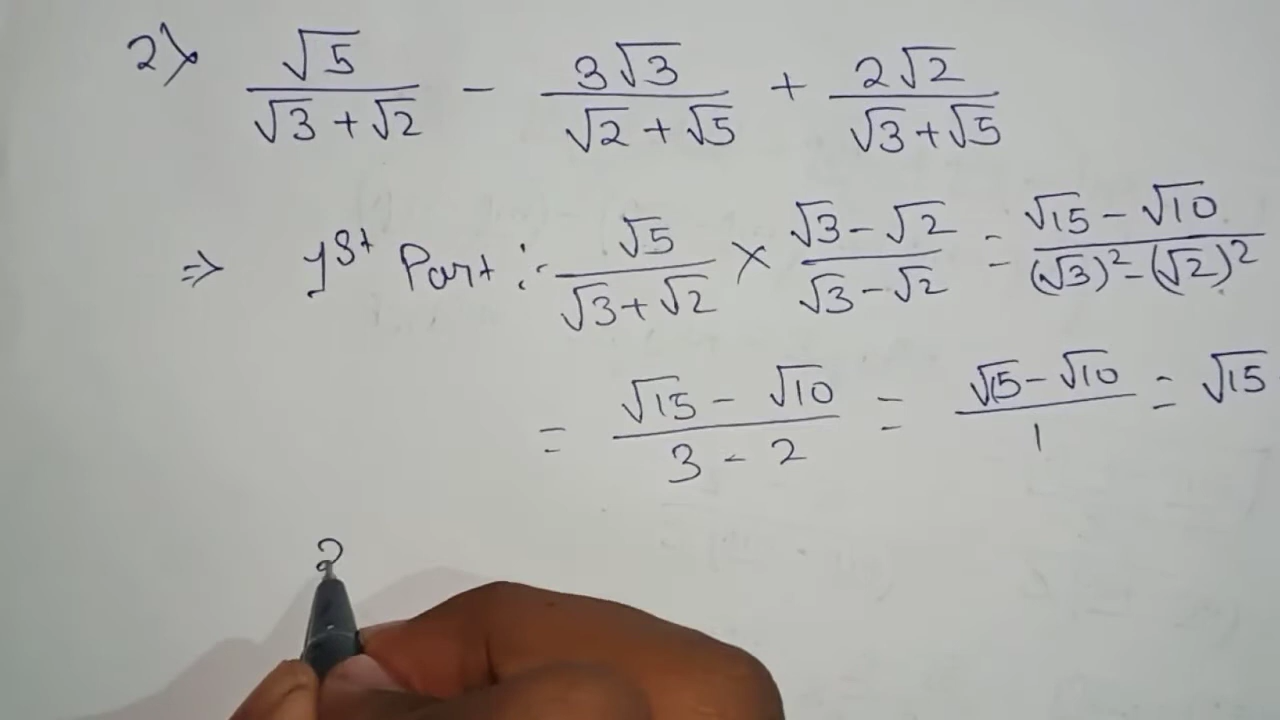 2) √5/(√3+√2) - 3√3/(√2+√5) + 2√2/(√3+√5)
⇒ 1st Part :- √5/(√3+√2) × (√3-√2)/(√3-√2) = (√15-√10)/((√3)²-(√2)²)
= (√15-√10)/(3-2) = (√15-√10)/1 = √15
2